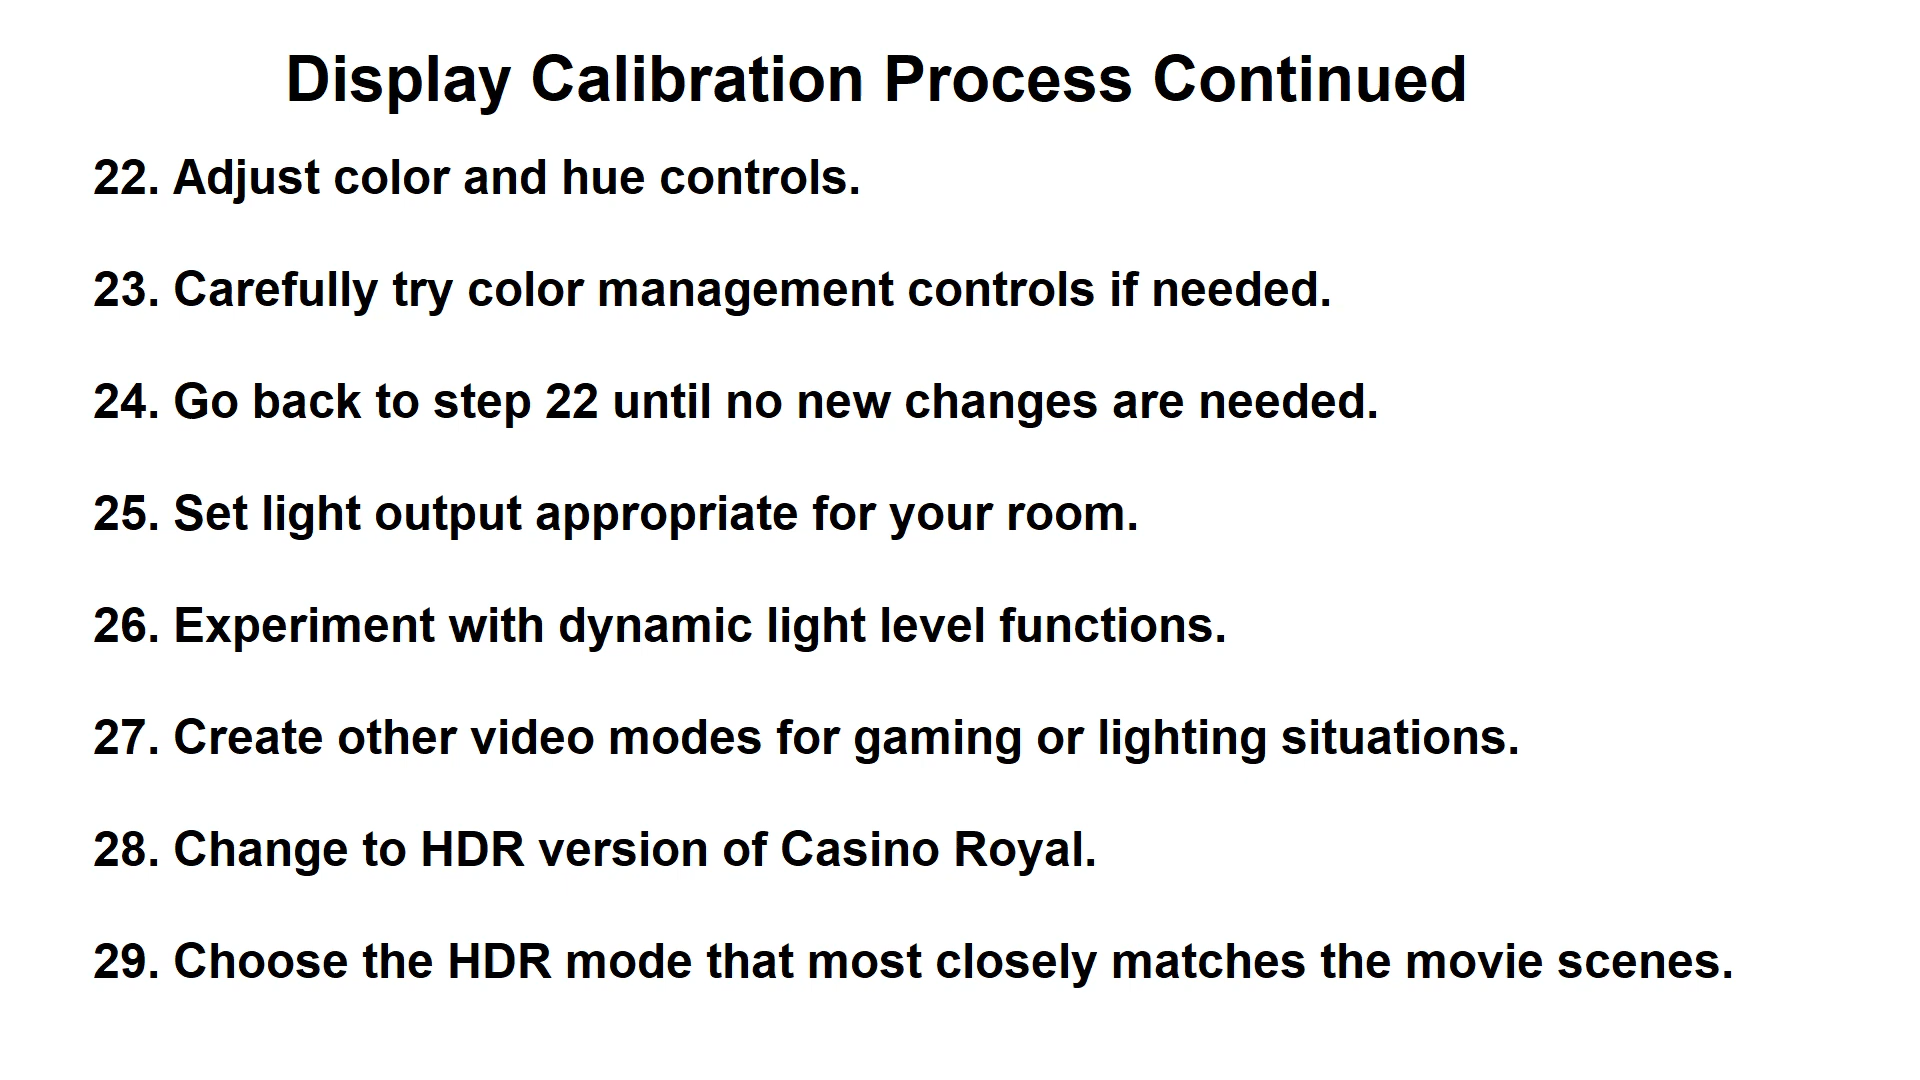 Display Calibration Process Continued
22. Adjust color and hue controls.
23. Carefully try color management controls if needed.
24. Go back to step 22 until no new changes are needed.
25. Set light output appropriate for your room.
26. Experiment with dynamic light level functions.
27. Create other video modes for gaming or lighting situations.
28. Change to HDR version of Casino Royal.
29. Choose the HDR mode that most closely matches the movie scenes.